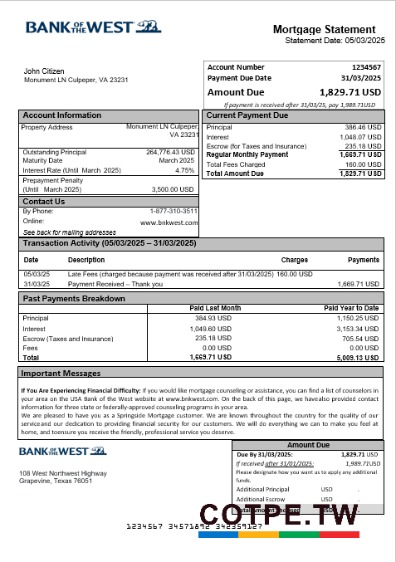 BANK OF THE WEST
Mortgage Statement
Statement Date: 05/03/2025
John Citizen
Monument LN Culpeper, VA 23231
Account Number 1234567
Payment Due Date 31/03/2025
Amount Due 1,829.71 USD
If payment is received after 31/03/25, pay 1,989.71USD
Account Information
Property Address Monument LN Culpeper, VA 23231
Outstanding Principal 264,776.43 USD
Maturity Date March 2025
Interest Rate (Until March 2025) 4.75%
Prepayment Penalty
(Until March 2025) 3,500.00 USD
Contact Us
By Phone: 1-877-310-3511
Online: www.bnkwest.com
See back for mailing addresses
Current Payment Due
Principal 386.46 USD
Interest 1,048.07 USD
Escrow (for Taxes and Insurance) 235.18 USD
Regular Monthly Payment 1,669.71 USD
Total Fees Charged 160.00 USD
Total Amount Due 1,829.71 USD
Transaction Activity (05/03/2025 – 31/03/2025)
Date Description Charges Payments
05/03/25 Late Fees (charged because payment was received after 31/03/2025) 160.00 USD
31/03/25 Payment Received – Thank you 1,669.71 USD
Past Payments Breakdown
Paid Last Month Paid Year to Date
Principal 384.93 USD 1,150.25 USD
Interest 1,049.60 USD 3,153.34 USD
Escrow (Taxes and Insurance) 235.18 USD 705.54 USD
Fees 0.00 USD 0.00 USD
Total 1,669.71 USD 5,009.13 USD
Important Messages
If You Are Experiencing Financial Difficulty: If you would like mortgage counseling or assistance, you can find a list of counselors in
your area on the USA Bank of the West website at www.bnkwest.com. On the back of this page, we havealso provided contact
information for three state or federally-approved counseling programs in your area.
We are pleased to have you as a Springside Mortgage customer. We are known throughout the country for the quality of our
service and our dedication to providing financial security for our customers. We will do everything we can to make you feel at
home, and to ensure you receive the friendly, professional service you deserve.
BANK OF THE WEST
108 West Northwest Highway
Grapevine, Texas 76051
Amount Due
Due By 31/03/2025: 1,829.71 USD
If received after 31/01/2025: 1,989.71USD
Please designate how you want us to apply any additional
funds.
Additional Principal USD .
Additional Escrow USD .
COTPE.TW